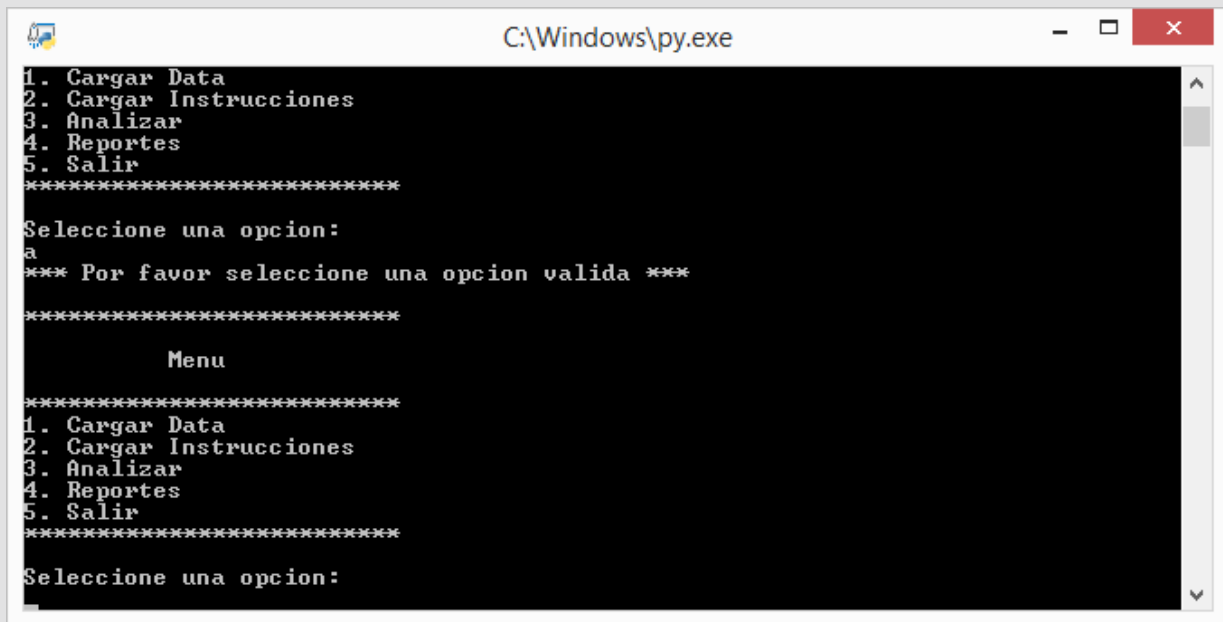 C:\Windows\py.exe
1. Cargar Data
2. Cargar Instrucciones
3. Analizar
4. Reportes
5. Salir
**************************
Seleccione una opcion:
a
*** Por favor seleccione una opcion valida ***
**************************
Menu
**************************
1. Cargar Data
2. Cargar Instrucciones
3. Analizar
4. Reportes
5. Salir
**************************
Seleccione una opcion: